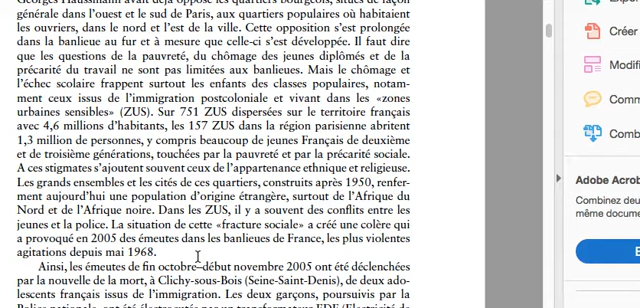 Georges Haussmann avait déjà opposé les quartiers bourgeois, situés de façon
générale dans l'ouest et le sud de Paris, aux quartiers populaires où habitaient
les ouvriers, dans le nord et l'est de la ville. Cette opposition s'est prolongée
dans la banlieue au fur et à mesure que celle-ci s'est développée. Il faut dire
que les questions de la pauvreté, du chômage des jeunes diplômés et de la
précarité du travail ne sont pas limitées aux banlieues. Mais le chômage et
l'échec scolaire frappent surtout les enfants des classes populaires, notam-
ment ceux issus de l'immigration postcoloniale et vivant dans les «zones
urbaines sensibles» (ZUS). Sur 751 ZUS dispersées sur le territoire français
avec 4,6 millions d'habitants, les 157 ZUS dans la région parisienne abritent
1,3 million de personnes, y compris beaucoup de jeunes Français de deuxième
et de troisième générations, touchées par la pauvreté et par la précarité sociale.
A ces stigmates s'ajoutent souvent ceux de l'appartenance ethnique et religieuse.
Les grands ensembles et les cités de ces quartiers, construits après 1950, renfer-
ment aujourd'hui une population d'origine étrangère, surtout de l'Afrique du
Nord et de l'Afrique noire. Dans les ZUS, il y a souvent des conflits entre les
jeunes et la police. La situation de cette «fracture sociale» a créé une colère qui
a provoqué en 2005 des émeutes dans les banlieues de France, les plus violentes
agitations depuis mai 1968.
Ainsi, les émeutes de fin octobre–début novembre 2005 ont été déclenchées
par la nouvelle de la mort, à Clichy-sous-Bois (Seine-Saint-Denis), de deux ado-
lescents français issus de l'immigration. Les deux garçons, poursuivis par la
Police nationale, ont été électrocutés par un transformateur EDF (Electricité de
Créer
Modifi
Comm
Comb
Adobe Acrob
Combinez deu
même docume